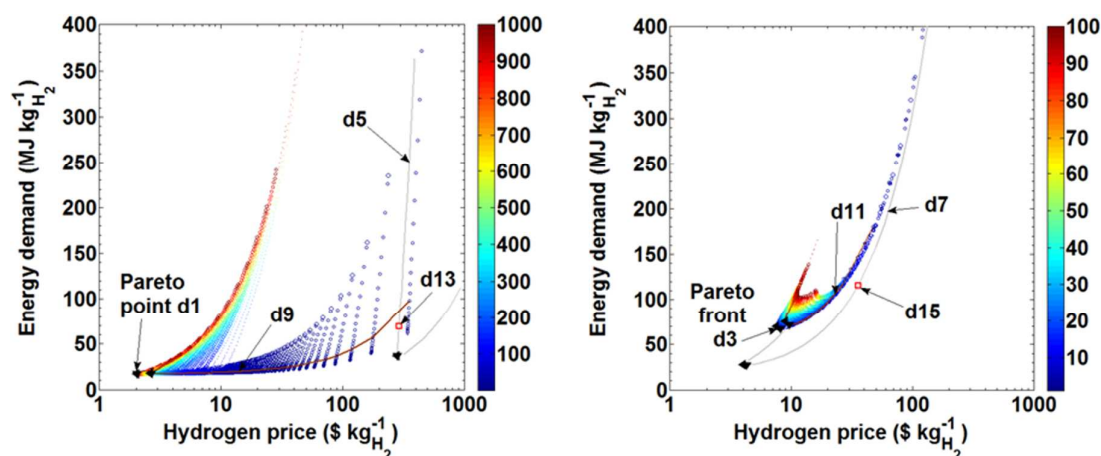 400
350
300
250
200
150
100
50
0
Energy demand (MJ kg⁻¹H₂)
d5
Pareto
point d1
d9
d13
1 10 100 1000
Hydrogen price ($ kg⁻¹H₂)
1000
900
800
700
600
500
400
300
200
100
400
350
300
250
200
150
100
50
0
Energy demand (MJ kg⁻¹H₂)
d7
d11
Pareto
front
d3
d15
1 10 100 1000
Hydrogen price ($ kg⁻¹H₂)
100
90
80
70
60
50
40
30
20
10